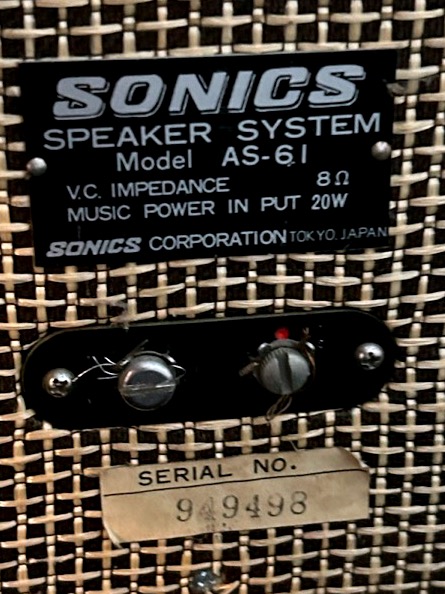 SONICS
SPEAKER SYSTEM
Model AS-61
V.C. IMPEDANCE 8Ω
MUSIC POWER IN PUT 20W
SONICS CORPORATION TOKYO. JAPAN
SERIAL NO.
949498